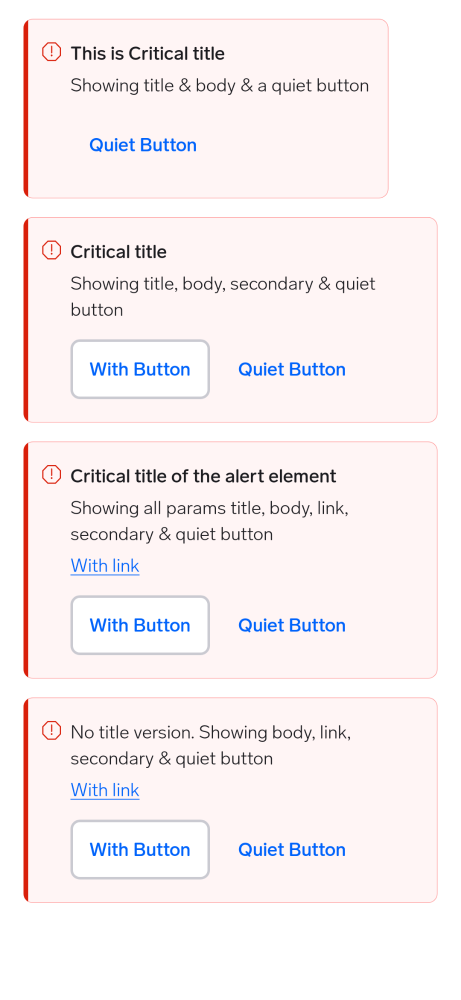 This is Critical title
Showing title & body & a quiet button
Quiet Button
Critical title
Showing title, body, secondary & quiet
button
With Button Quiet Button
Critical title of the alert element
Showing all params title, body, link,
secondary & quiet button
With link
With Button Quiet Button
No title version. Showing body, link,
secondary & quiet button
With link
With Button Quiet Button